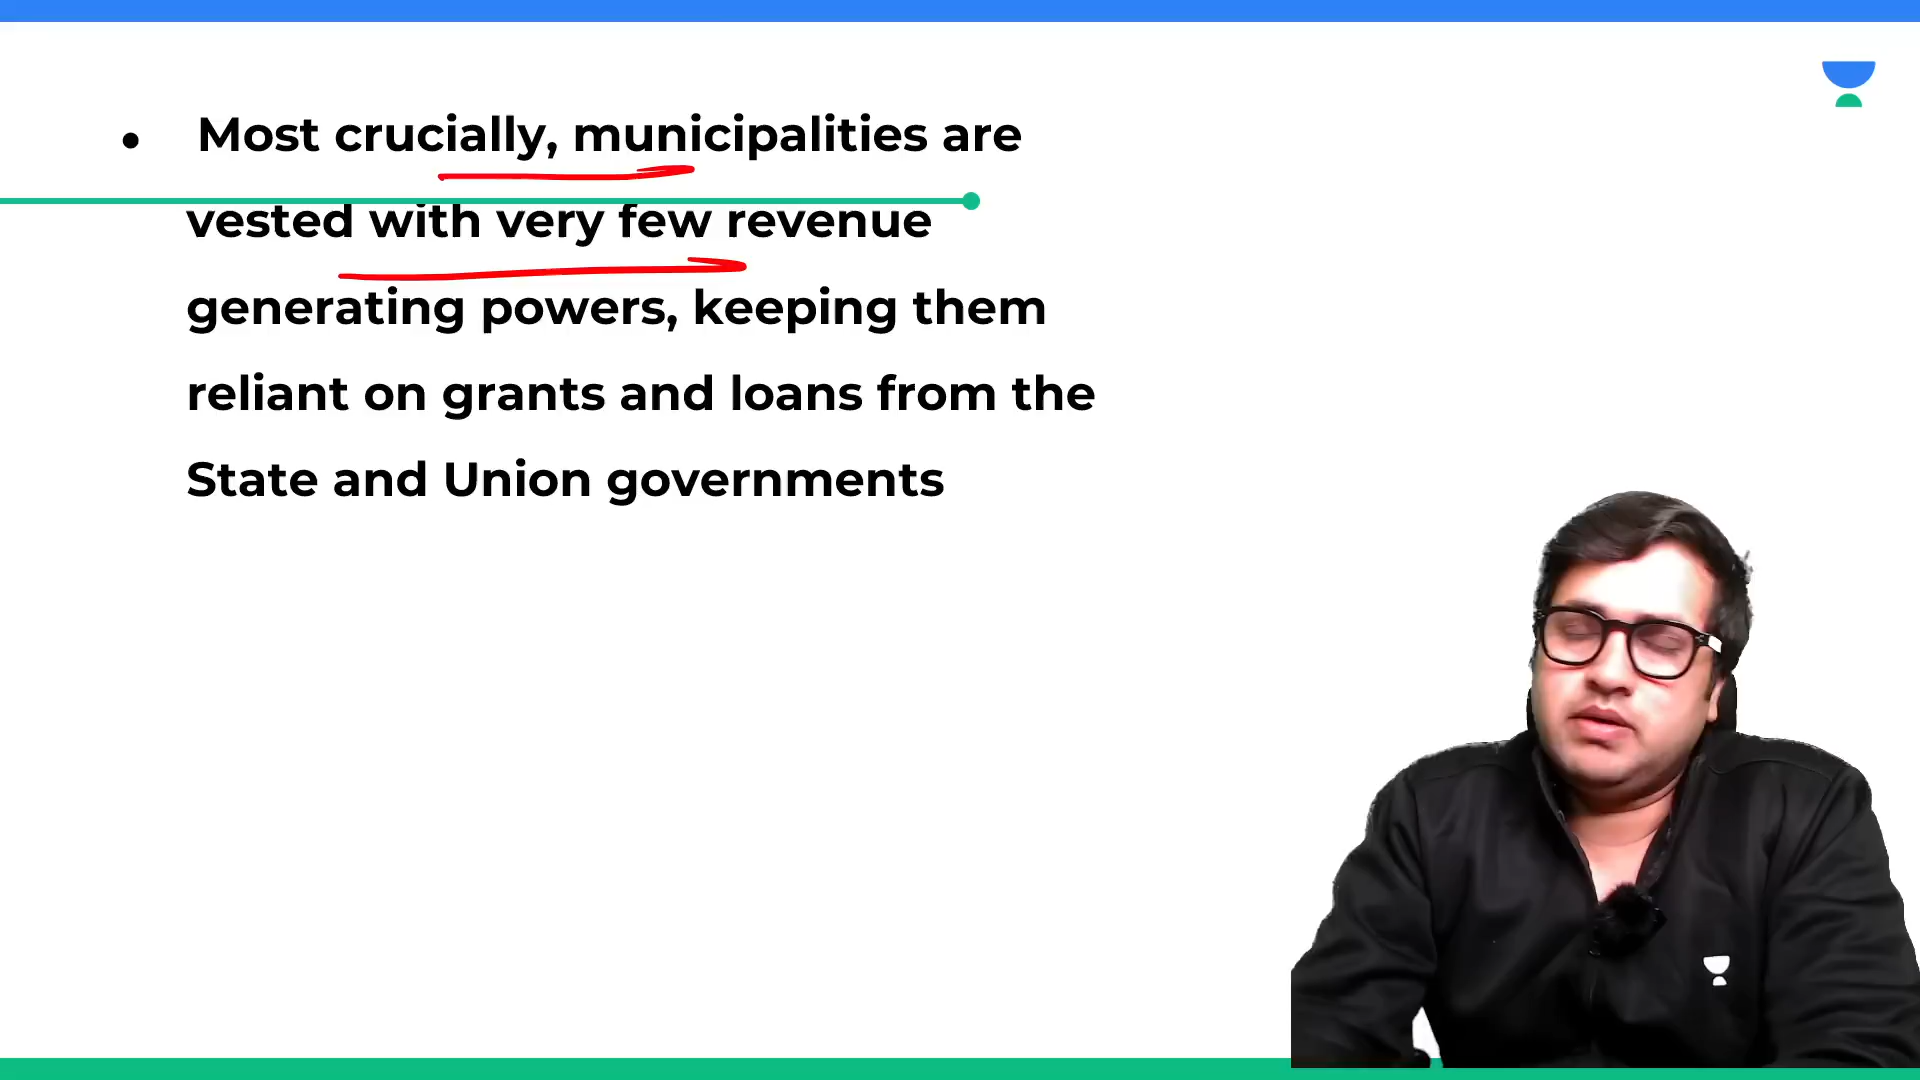 • Most crucially, municipalities are
vested with very few revenue
generating powers, keeping them
reliant on grants and loans from the
State and Union governments